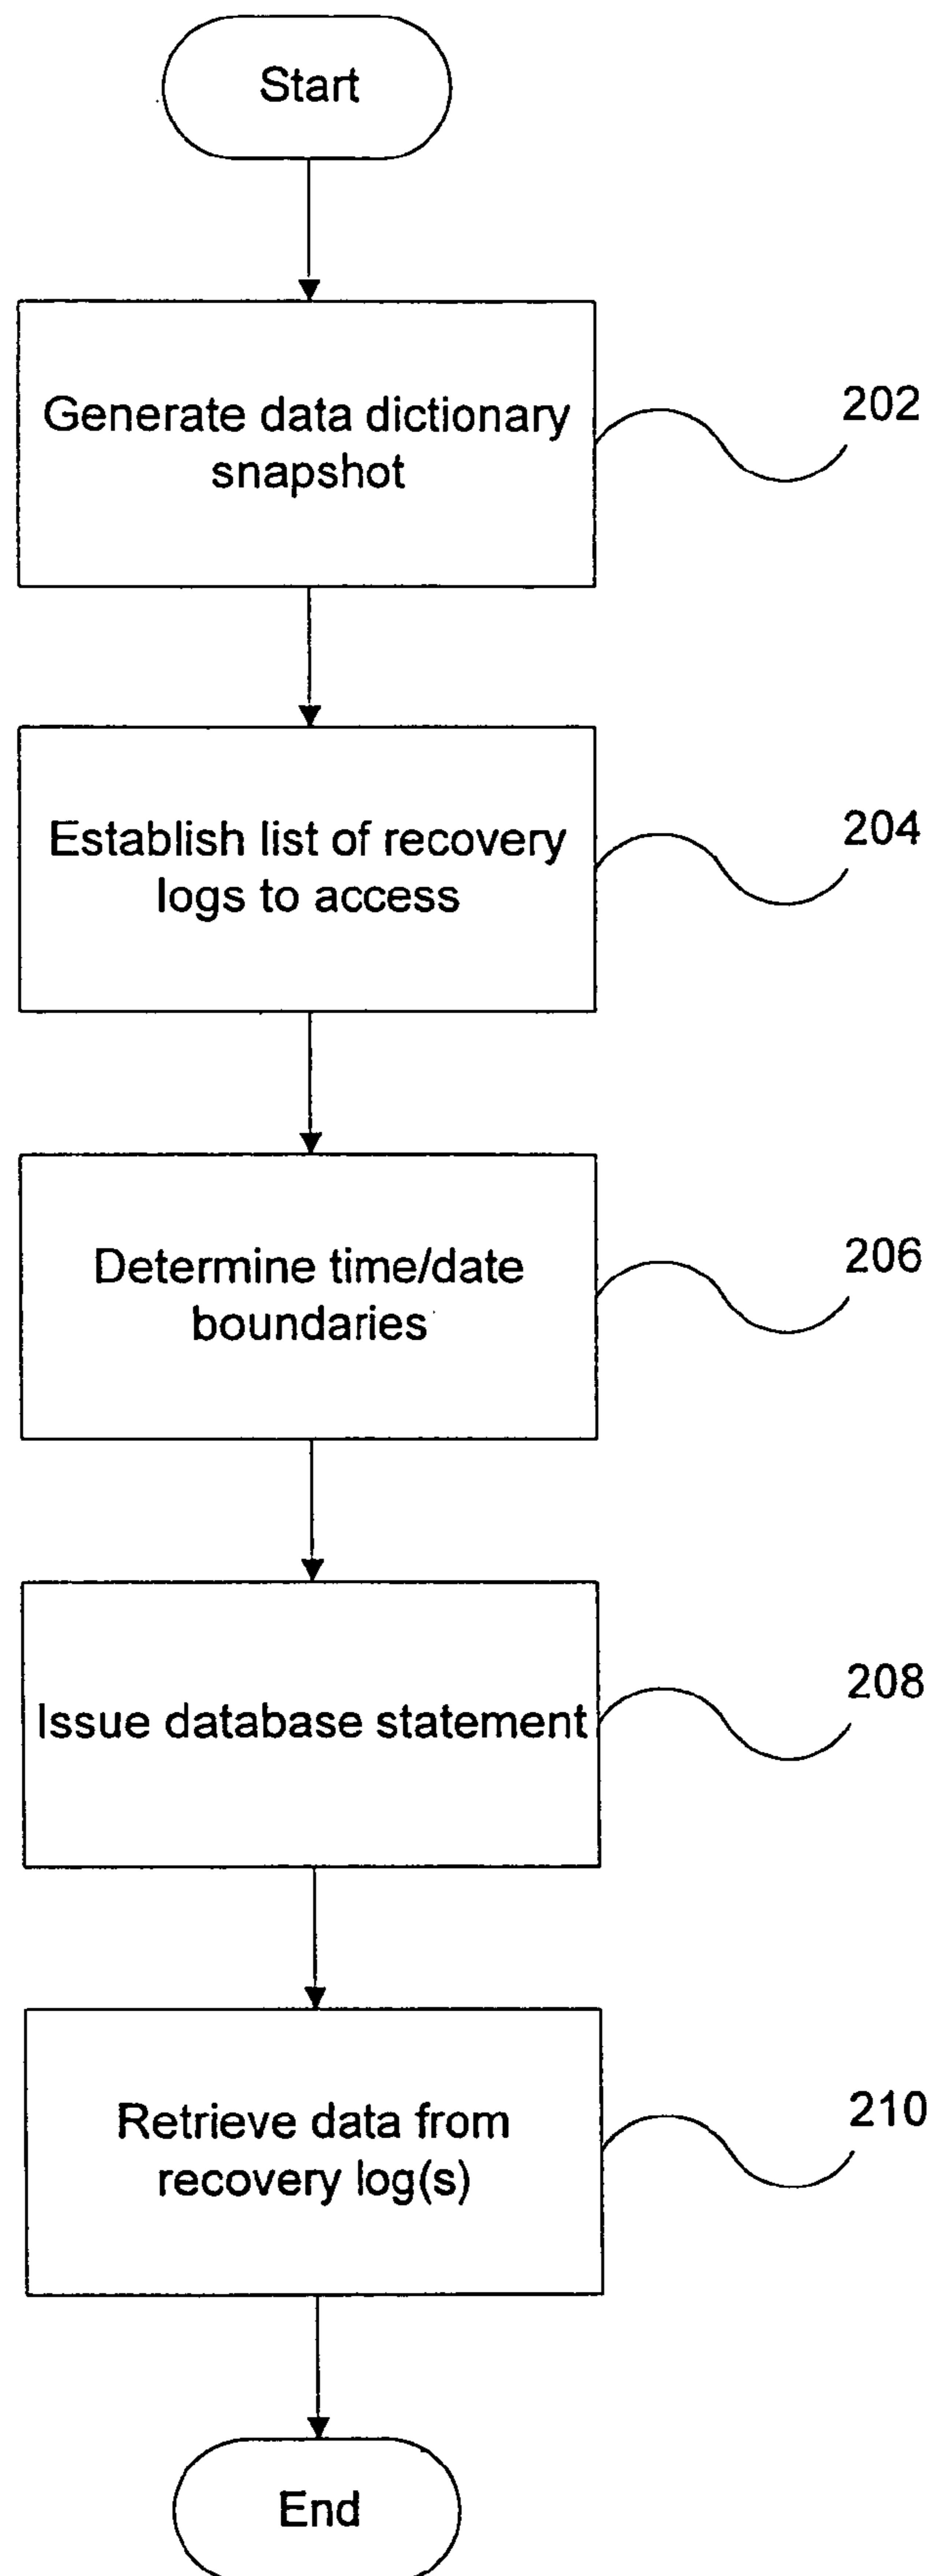 Start
Generate data dictionary
snapshot
202
Establish list of recovery
logs to access
204
Determine time/date
boundaries
206
Issue database statement
208
Retrieve data from
recovery log(s)
210
End